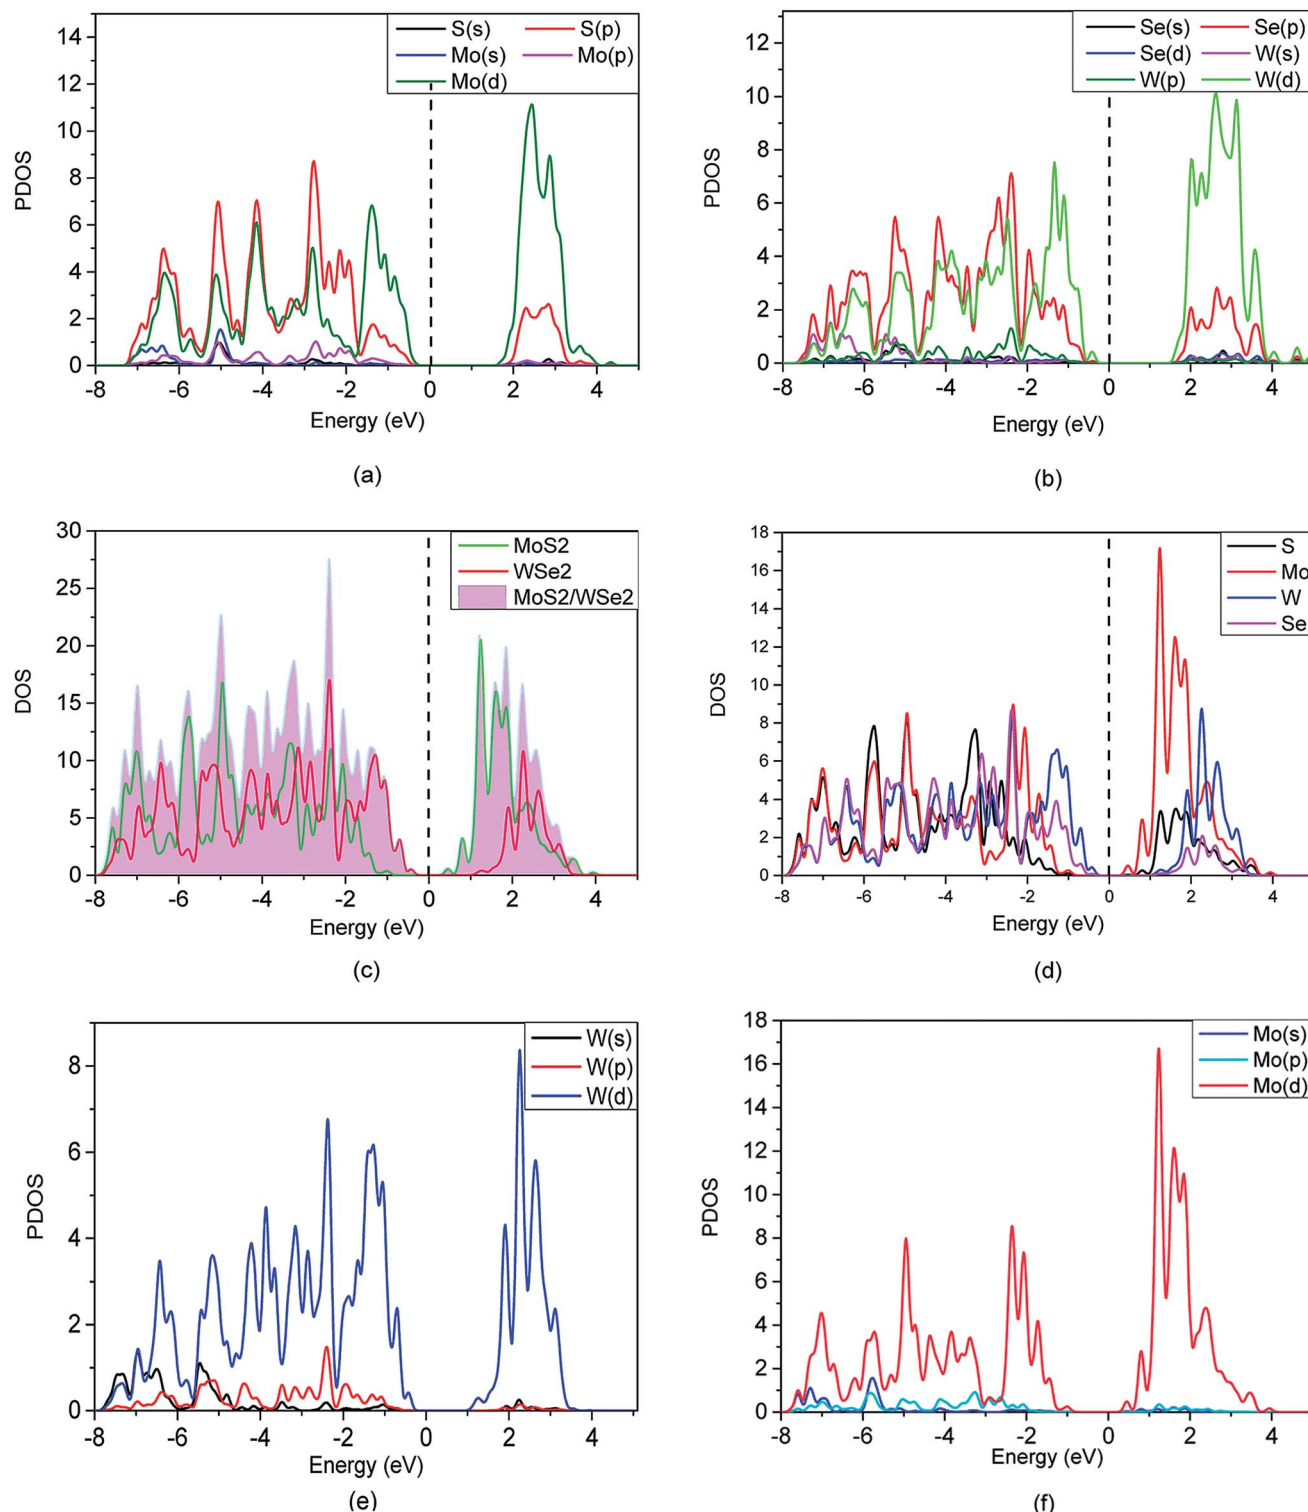 S(s) S(p)
Mo(s) Mo(p)
Mo(d)
14
12
10
8
6
4
2
0
PDOS
-8 -6 -4 -2 0 2 4
Energy (eV)
(a)
Se(s) Se(p)
Se(d) W(s)
W(p) W(d)
12
10
8
6
4
2
0
PDOS
-8 -6 -4 -2 0 2 4
Energy (eV)
(b)
MoS2
WSe2
MoS2/WSe2
30
25
20
15
10
5
0
DOS
-8 -6 -4 -2 0 2 4
Energy (eV)
(c)
S
Mo
W
Se
18
16
14
12
10
8
6
4
2
0
DOS
-8 -6 -4 -2 0 2 4
Energy (eV)
(d)
W(s)
W(p)
W(d)
8
6
4
2
0
PDOS
-8 -6 -4 -2 0 2 4
Energy (eV)
(e)
Mo(s)
Mo(p)
Mo(d)
18
16
14
12
10
8
6
4
2
0
PDOS
-8 -6 -4 -2 0 2 4
Energy (eV)
(f)